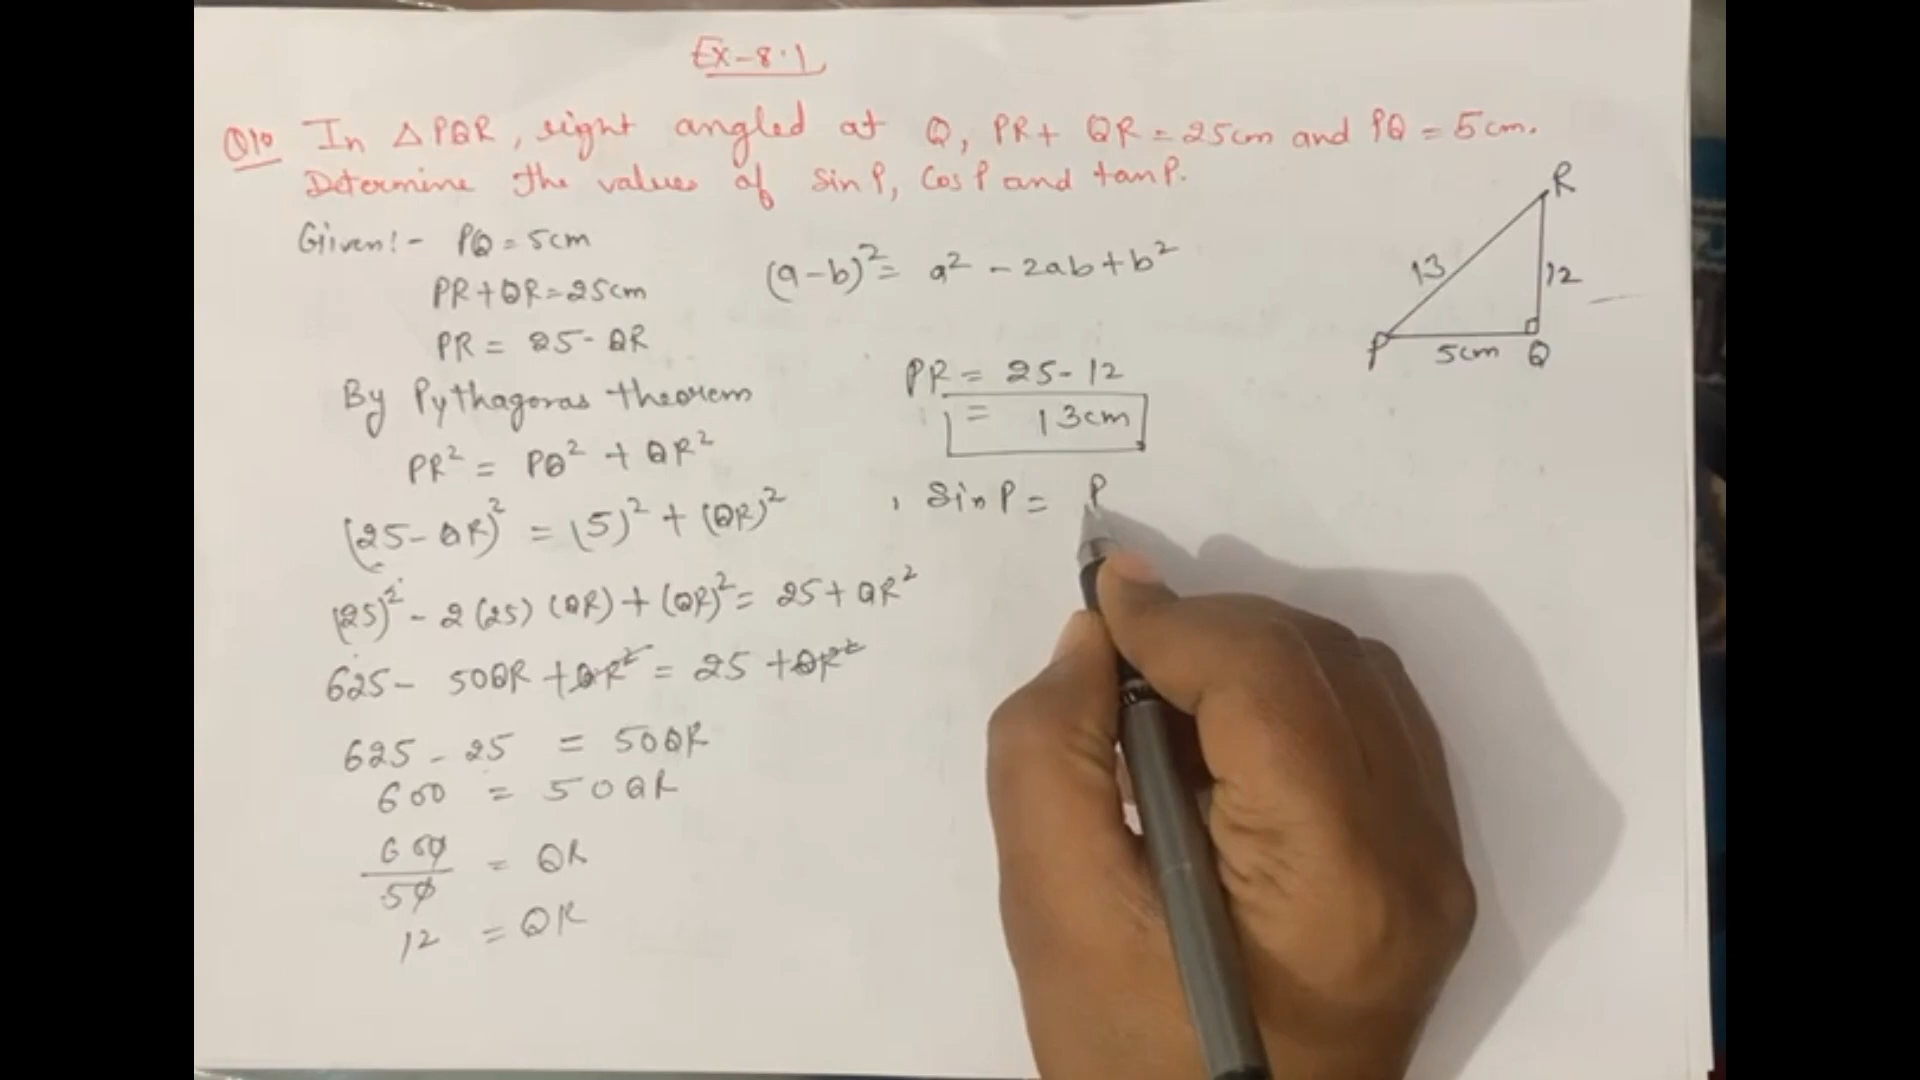 Ex-8.1
Q10 In △PQR, right angled at Q, PR+ QR = 25cm and PQ = 5cm.
Determine the values of sin P, Cos P and tan P.
Given:- PQ = 5cm
PR+QR=25cm
PR = 25-QR
By Pythagoras theorem
PR² = PQ² + QR²
(25-QR)² = (5)² + (QR)²
(25)² - 2(25) (QR) + (QR)² = 25+ QR²
625- 50QR +QR² = 25 +QR²
625 - 25 = 50QR
600 = 50QR
600/50 = QR
12 = QR
(a-b)² = a² - 2ab+b²
PR = 25-12
= 13cm
, Sin P = P
R
13
12
P
5cm
Q